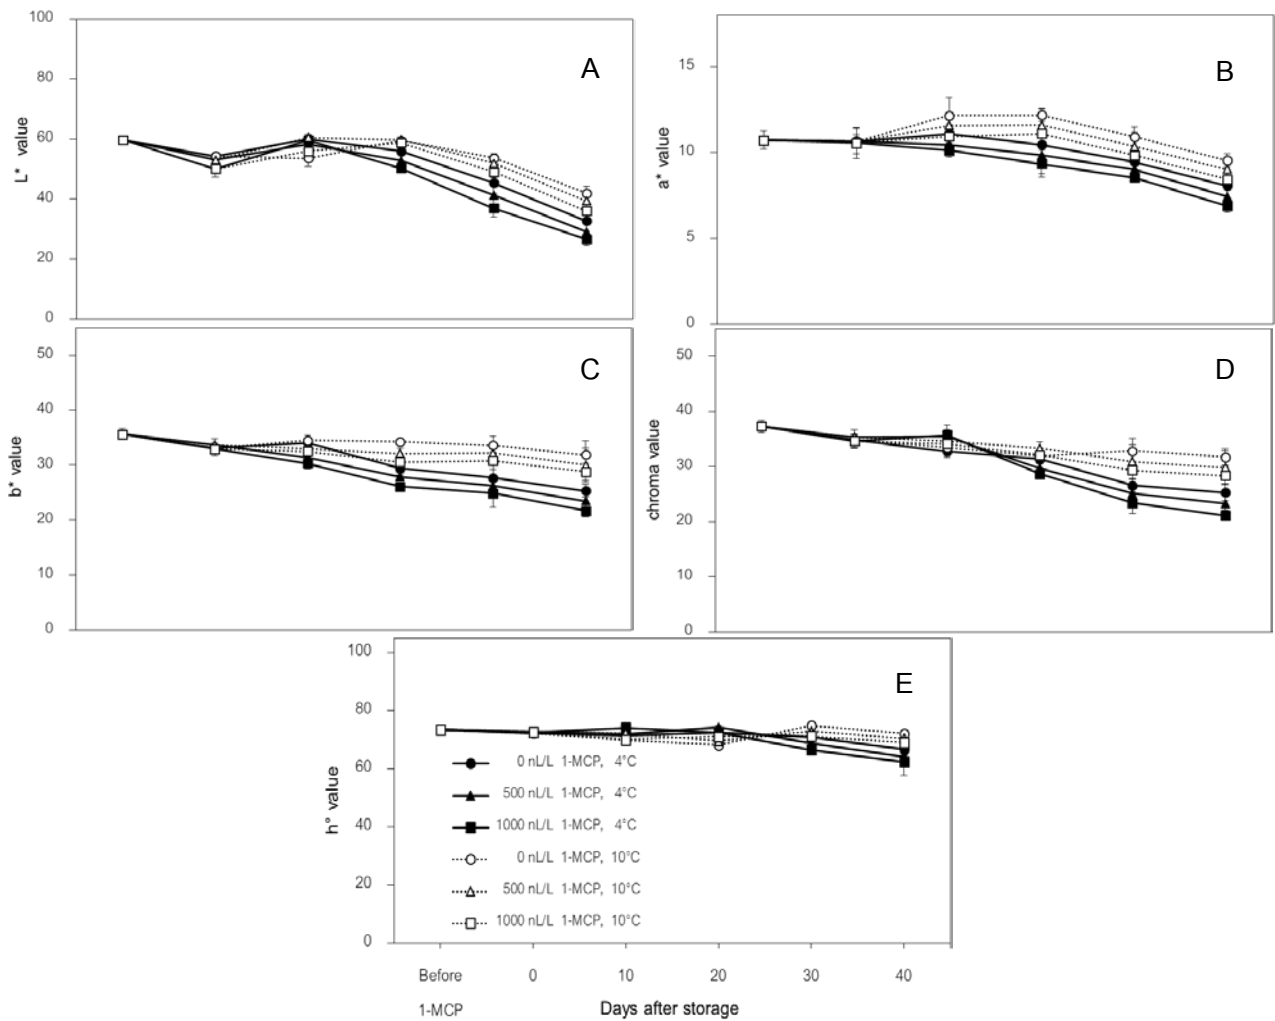 100
80
60
40
20
0
L* value
A
15
10
5
0
a* value
B
50
40
30
20
10
0
b* value
C
50
40
30
20
10
0
chroma value
D
100
80
60
40
20
0
h° value
E
0 nL/L 1-MCP, 4°C
500 nL/L 1-MCP, 4°C
1000 nL/L 1-MCP, 4°C
0 nL/L 1-MCP, 10°C
500 nL/L 1-MCP, 10°C
1000 nL/L 1-MCP, 10°C
Before 0 10 20 30 40
1-MCP Days after storage